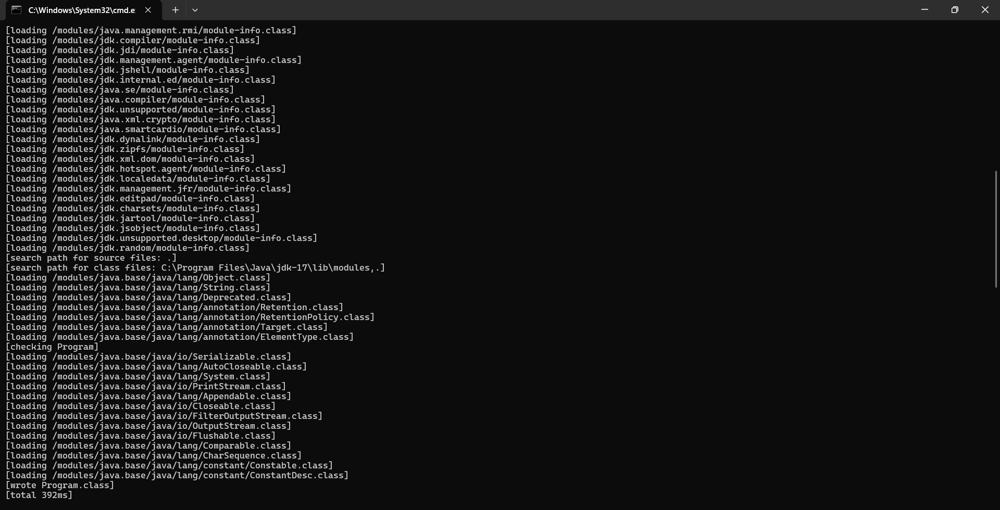 C:\Windows\System32\cmd.e
[loading /modules/java.management.rmi/module-info.class]
[loading /modules/jdk.compiler/module-info.class]
[loading /modules/jdk.jdi/module-info.class]
[loading /modules/jdk.management.agent/module-info.class]
[loading /modules/jdk.jshell/module-info.class]
[loading /modules/jdk.internal.ed/module-info.class]
[loading /modules/java.se/module-info.class]
[loading /modules/java.compiler/module-info.class]
[loading /modules/jdk.unsupported/module-info.class]
[loading /modules/java.xml.crypto/module-info.class]
[loading /modules/java.smartcardio/module-info.class]
[loading /modules/jdk.dynalink/module-info.class]
[loading /modules/jdk.zipfs/module-info.class]
[loading /modules/jdk.xml.dom/module-info.class]
[loading /modules/jdk.hotspot.agent/module-info.class]
[loading /modules/jdk.localedata/module-info.class]
[loading /modules/jdk.management.jfr/module-info.class]
[loading /modules/jdk.editpad/module-info.class]
[loading /modules/jdk.charsets/module-info.class]
[loading /modules/jdk.jartool/module-info.class]
[loading /modules/jdk.jsobject/module-info.class]
[loading /modules/jdk.unsupported.desktop/module-info.class]
[loading /modules/jdk.random/module-info.class]
[search path for source files: .]
[search path for class files: C:\Program Files\Java\jdk-17\lib\modules,.]
[loading /modules/java.base/java/lang/Object.class]
[loading /modules/java.base/java/lang/String.class]
[loading /modules/java.base/java/lang/Deprecated.class]
[loading /modules/java.base/java/lang/annotation/Retention.class]
[loading /modules/java.base/java/lang/annotation/RetentionPolicy.class]
[loading /modules/java.base/java/lang/annotation/Target.class]
[loading /modules/java.base/java/lang/annotation/ElementType.class]
[checking Program]
[loading /modules/java.base/java/io/Serializable.class]
[loading /modules/java.base/java/lang/AutoCloseable.class]
[loading /modules/java.base/java/lang/System.class]
[loading /modules/java.base/java/io/PrintStream.class]
[loading /modules/java.base/java/lang/Appendable.class]
[loading /modules/java.base/java/io/Closeable.class]
[loading /modules/java.base/java/io/FilterOutputStream.class]
[loading /modules/java.base/java/io/OutputStream.class]
[loading /modules/java.base/java/io/Flushable.class]
[loading /modules/java.base/java/lang/Comparable.class]
[loading /modules/java.base/java/lang/CharSequence.class]
[loading /modules/java.base/java/lang/constant/Constable.class]
[loading /modules/java.base/java/lang/constant/ConstantDesc.class]
[wrote Program.class]
[total 392ms]